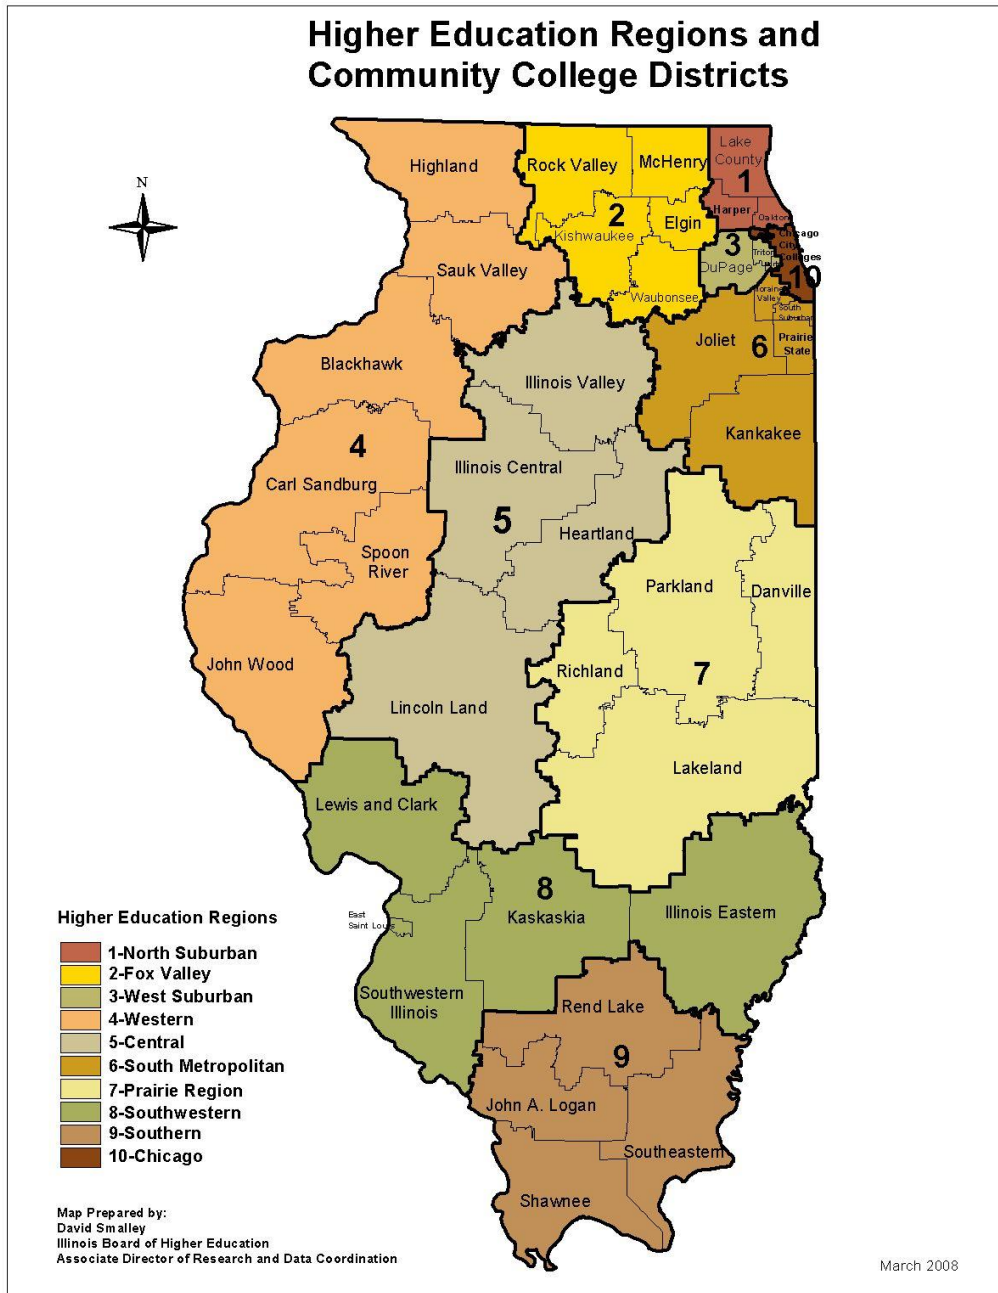 Higher Education Regions and
Community College Districts
N
Highland
Rock Valley
McHenry
Lake
County
1
Harper
Oakton
2
Kishwaukee
Elgin
3
DuPage
Triton
Chicago
City
Colleges
10
Sauk Valley
Waubonsee
Moraine
Valley
South
Suburban
Joliet
6
Prairie
State
Blackhawk
Illinois Valley
4
Kankakee
Carl Sandburg
Illinois Central
5
Heartland
Spoon
River
Parkland
Danville
John Wood
Richland
7
Lincoln Land
Lakeland
Lewis and Clark
8
Kaskaskia
Illinois Eastern
East
Saint Louis
Southwestern
Illinois
Rend Lake
9
John A. Logan
Southeastern
Shawnee
Higher Education Regions
1-North Suburban
2-Fox Valley
3-West Suburban
4-Western
5-Central
6-South Metropolitan
7-Prairie Region
8-Southwestern
9-Southern
10-Chicago
Map Prepared by:
David Smalley
Illinois Board of Higher Education
Associate Director of Research and Data Coordination
March 2008